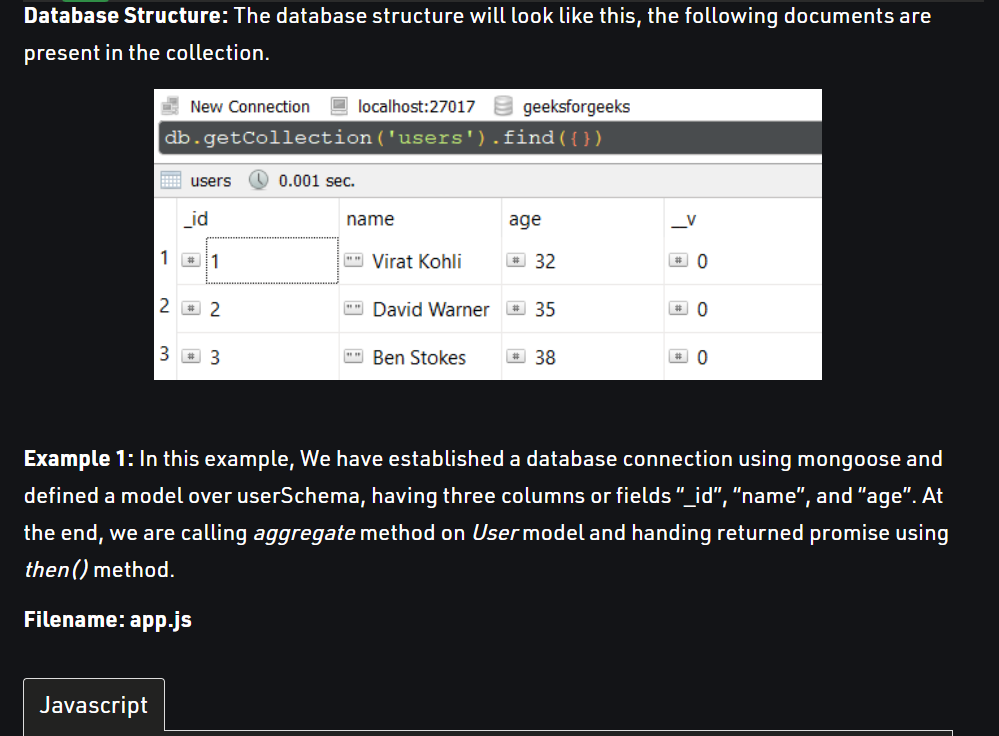 Database Structure: The database structure will look like this, the following documents are
present in the collection.
New Connection localhost:27017 geeksforgeeks
db.getCollection('users').find({})
users 0.001 sec.
_id name age __v
1 # 1 "" Virat Kohli # 32 # 0
2 # 2 "" David Warner # 35 # 0
3 # 3 "" Ben Stokes # 38 # 0
Example 1: In this example, We have established a database connection using mongoose and
defined a model over userSchema, having three columns or fields “_id”, “name”, and “age”. At
the end, we are calling aggregate method on User model and handing returned promise using
then() method.
Filename: app.js
Javascript